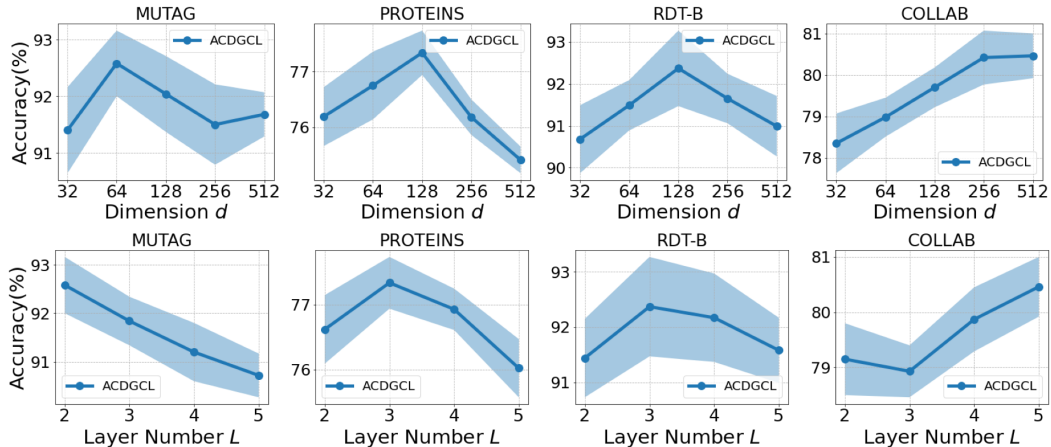 MUTAG
PROTEINS
RDT-B
COLLAB
Accuracy(%)
93
92
91
ACDGCL
32 64 128 256 512
Dimension d
77
76
ACDGCL
32 64 128 256 512
Dimension d
93
92
91
90
ACDGCL
32 64 128 256 512
Dimension d
81
80
79
78
ACDGCL
32 64 128 256 512
Dimension d
MUTAG
PROTEINS
RDT-B
COLLAB
Accuracy(%)
93
92
91
ACDGCL
2 3 4 5
Layer Number L
77
76
ACDGCL
2 3 4 5
Layer Number L
93
92
91
ACDGCL
2 3 4 5
Layer Number L
81
80
79
ACDGCL
2 3 4 5
Layer Number L